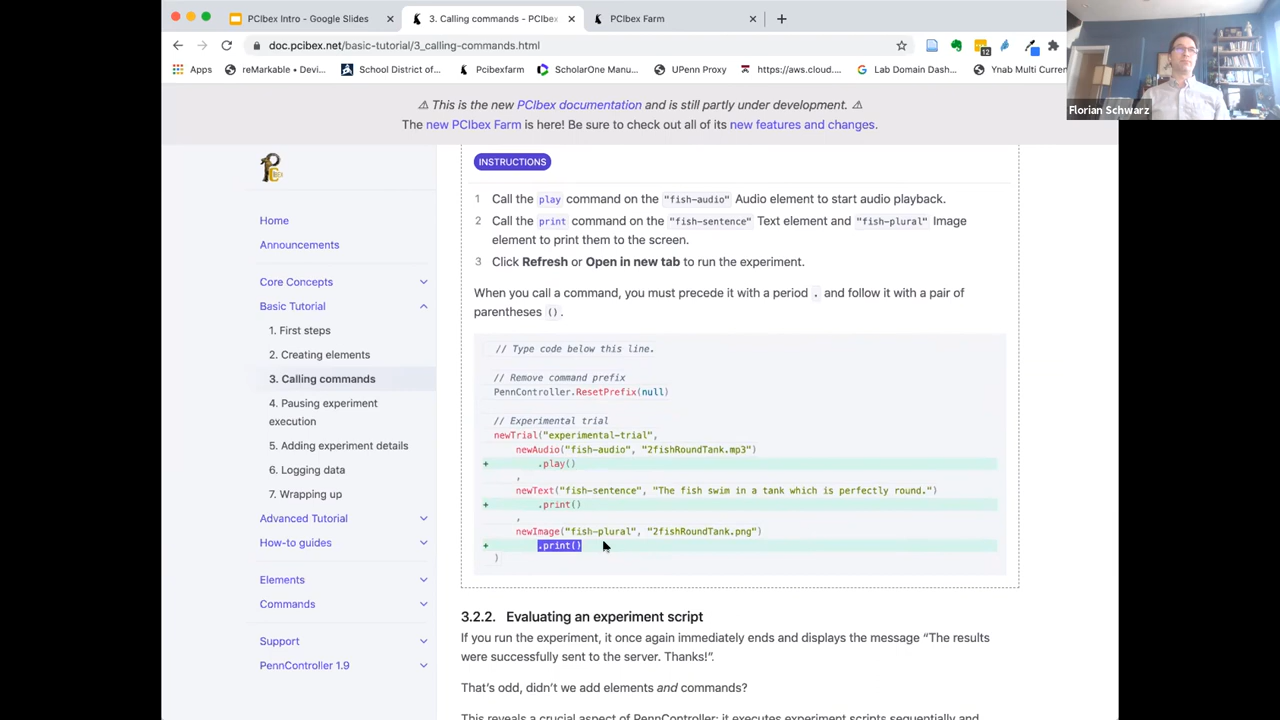 PCIbex Intro - Google Slides
3. Calling commands - PCIbex
PCIbex Farm
doc.pcibex.net/basic-tutorial/3_calling-commands.html
12
Apps
reMarkable • Devi...
School District of...
Pcibexfarm
ScholarOne Manu...
UPenn Proxy
https://aws.cloud....
Lab Domain Dash...
Ynab Multi Curren
Florian Schwarz
⚠ This is the new PCIbex documentation and is still partly under development. ⚠
The new PCIbex Farm is here! Be sure to check out all of its new features and changes.
Home
Announcements
Core Concepts
Basic Tutorial
1. First steps
2. Creating elements
3. Calling commands
4. Pausing experiment
execution
5. Adding experiment details
6. Logging data
7. Wrapping up
Advanced Tutorial
How-to guides
Elements
Commands
Support
PennController 1.9
INSTRUCTIONS
1 Call the play command on the "fish-audio" Audio element to start audio playback.
2 Call the print command on the "fish-sentence" Text element and "fish-plural" Image
element to print them to the screen.
3 Click Refresh or Open in new tab to run the experiment.
When you call a command, you must precede it with a period . and follow it with a pair of
parentheses ().
// Type code below this line.
// Remove command prefix
PennController.ResetPrefix(null)
// Experimental trial
newTrial("experimental-trial",
newAudio("fish-audio", "2fishRoundTank.mp3")
+ .play()
,
newText("fish-sentence", "The fish swim in a tank which is perfectly round.")
+ .print()
,
newImage("fish-plural", "2fishRoundTank.png")
+ .print()
)
3.2.2. Evaluating an experiment script
If you run the experiment, it once again immediately ends and displays the message “The results
were successfully sent to the server. Thanks!”.
That’s odd, didn’t we add elements and commands?
This reveals a crucial aspect of PennController: it executes experiment scripts sequentially and